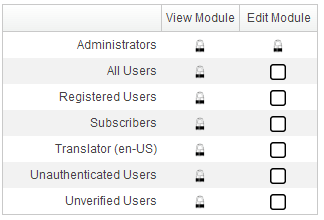 View Module Edit Module
Administrators
All Users
Registered Users
Subscribers
Translator (en-US)
Unauthenticated Users
Unverified Users